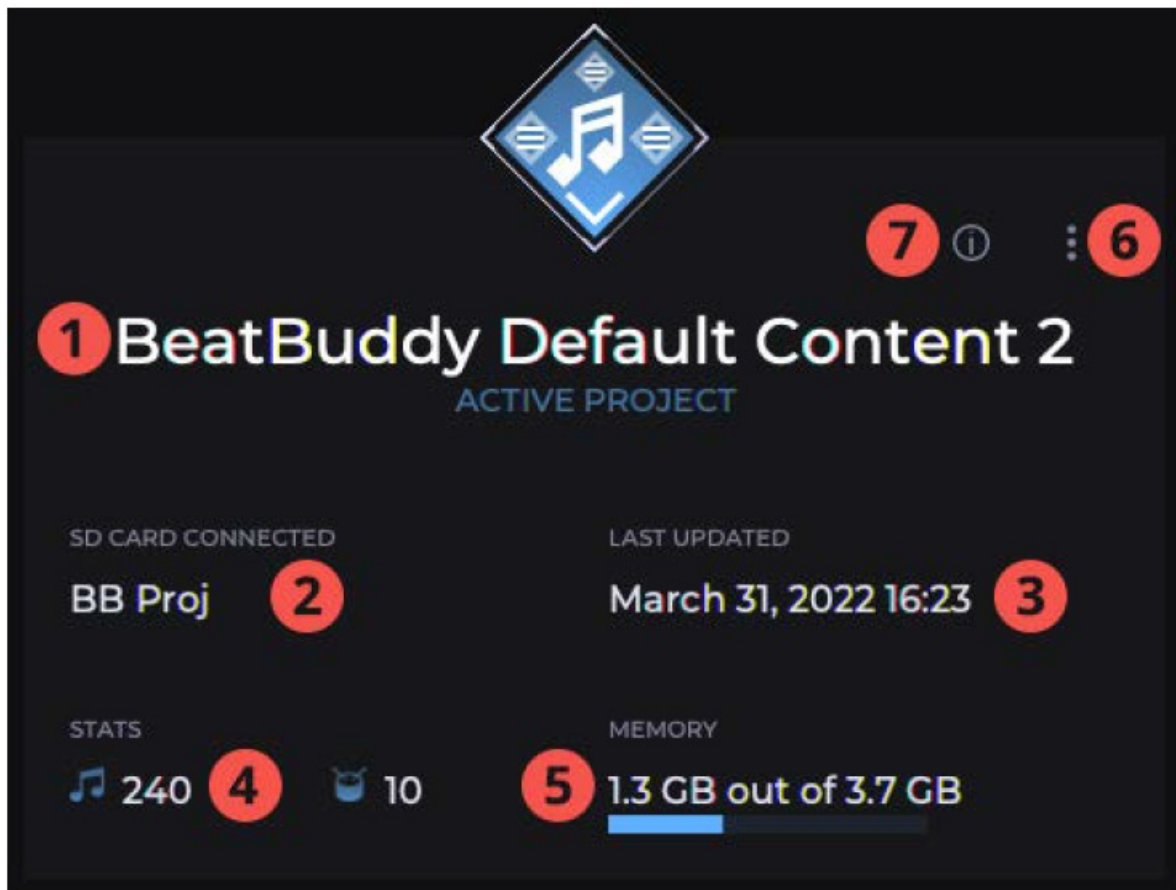 7 6
1 BeatBuddy Default Content 2
ACTIVE PROJECT
SD CARD CONNECTED LAST UPDATED
BB Proj 2 March 31, 2022 16:23 3
STATS MEMORY
240 4 10 5 1.3 GB out of 3.7 GB